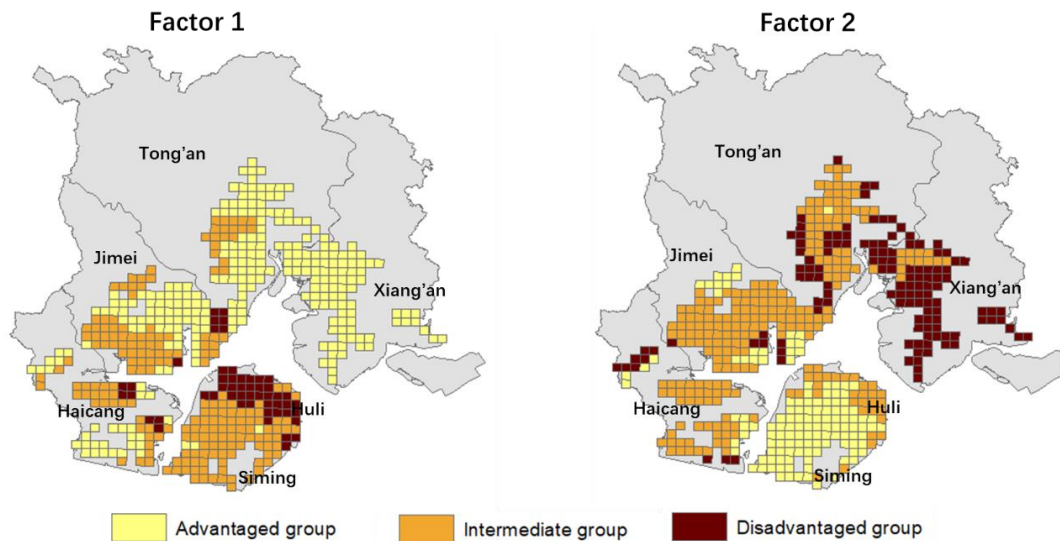 Factor 1
Factor 2
Tong'an
Tong'an
Jimei
Jimei
Xiang'an
Xiang'an
Haicang
Huli
Haicang
Huli
Siming
Siming
Advantaged group
Intermediate group
Disadvantaged group